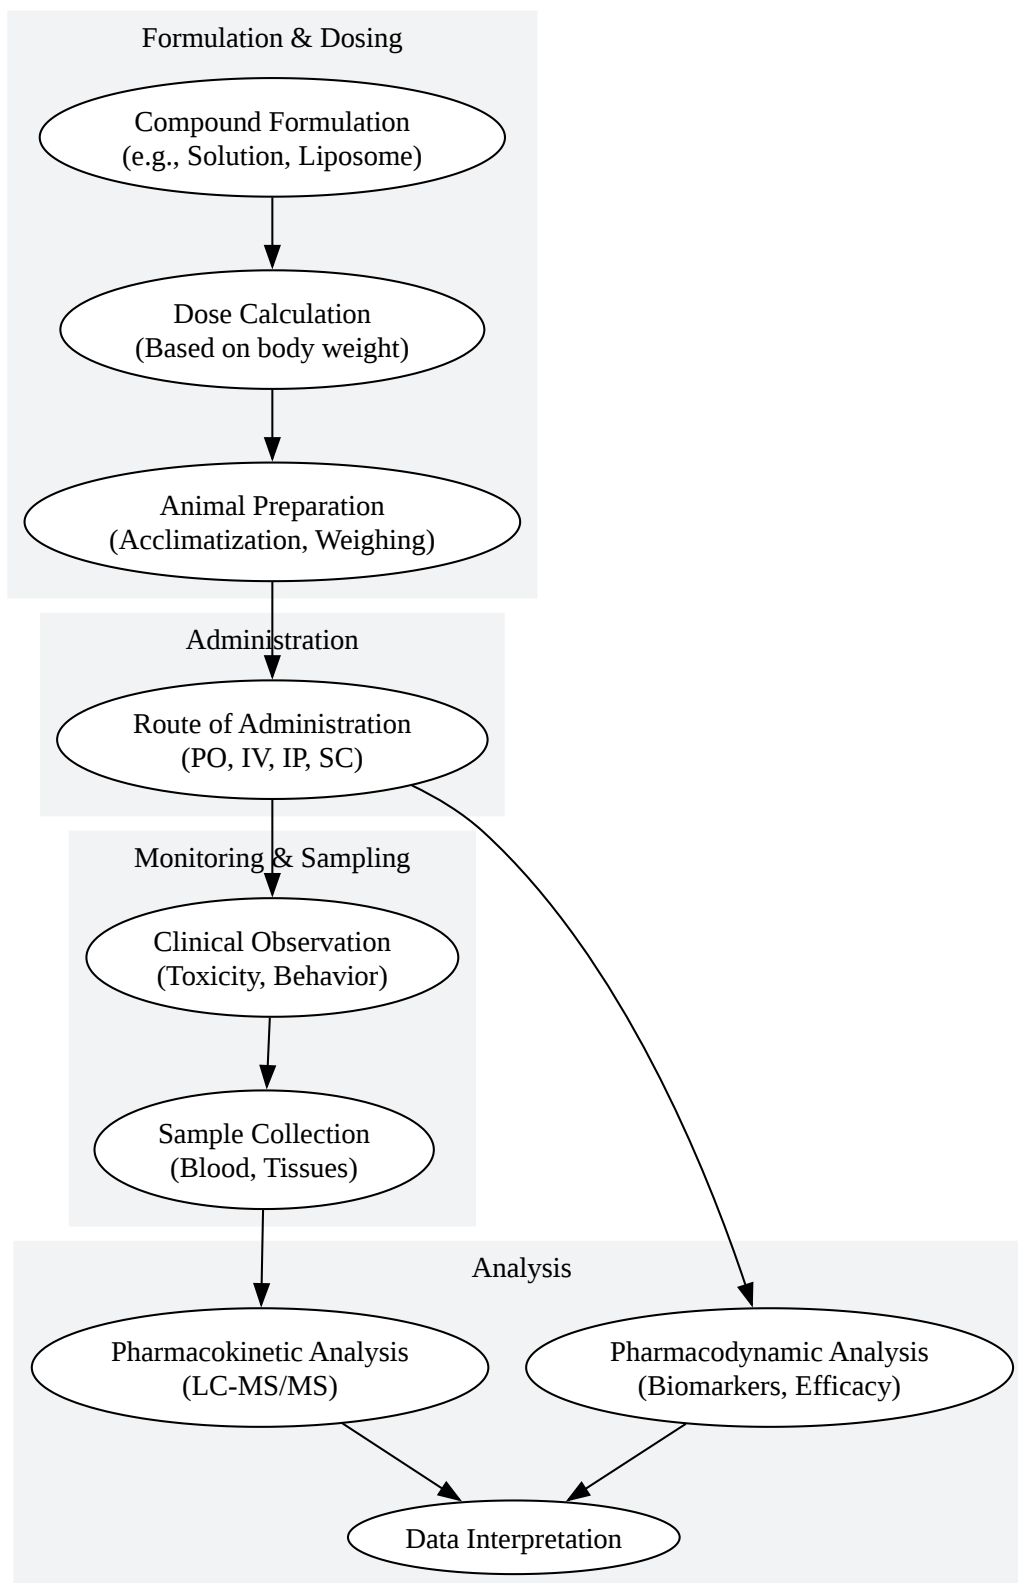 Formulation & Dosing
Compound Formulation
(e.g., Solution, Liposome)
Dose Calculation
(Based on body weight)
Animal Preparation
(Acclimatization, Weighing)
Administration
Route of Administration
(PO, IV, IP, SC)
Monitoring & Sampling
Clinical Observation
(Toxicity, Behavior)
Sample Collection
(Blood, Tissues)
Analysis
Pharmacokinetic Analysis
(LC-MS/MS)
Pharmacodynamic Analysis
(Biomarkers, Efficacy)
Data Interpretation